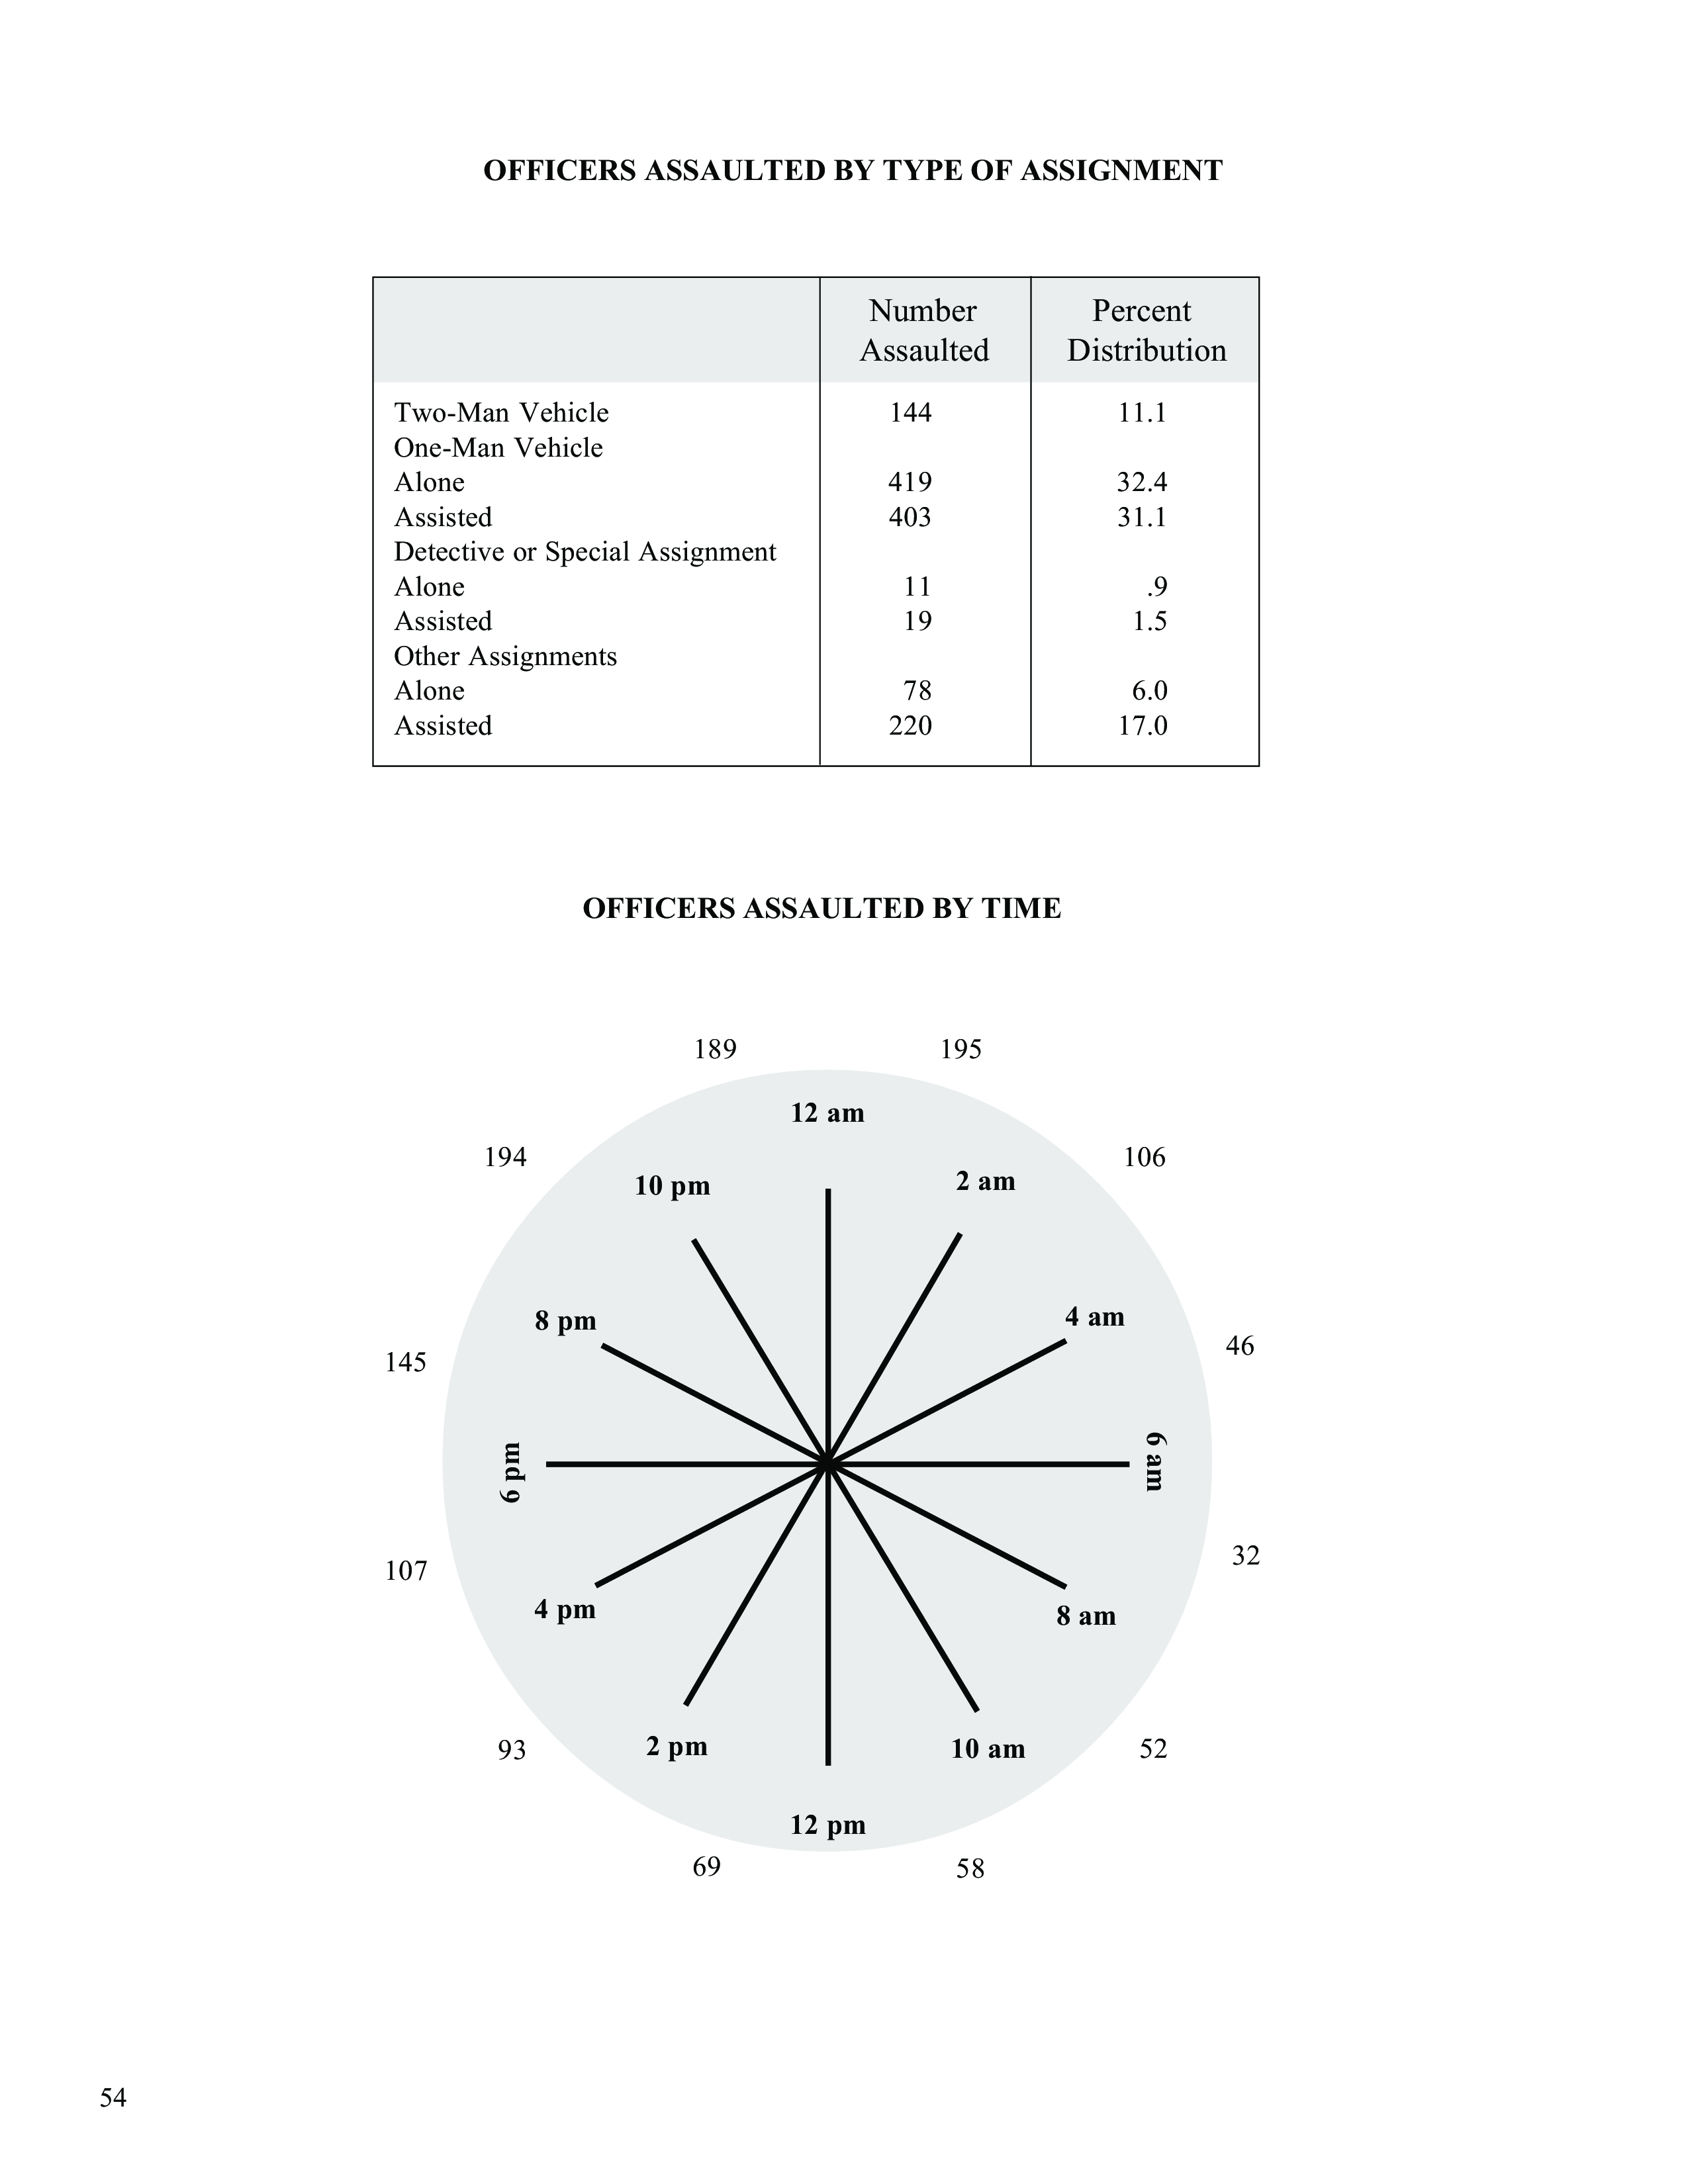 OFFICERS ASSAULTED BY TYPE OF ASSIGNMENT
Number Assaulted Percent Distribution
Two-Man Vehicle 144 11.1
One-Man Vehicle
Alone 419 32.4
Assisted 403 31.1
Detective or Special Assignment
Alone 11 .9
Assisted 19 1.5
Other Assignments
Alone 78 6.0
Assisted 220 17.0
OFFICERS ASSAULTED BY TIME
189 195
12 am
194 106
10 pm 2 am
8 pm 4 am
145 46
6 pm 6 am
107 32
4 pm 8 am
93 2 pm 10 am 52
12 pm
69 58
54